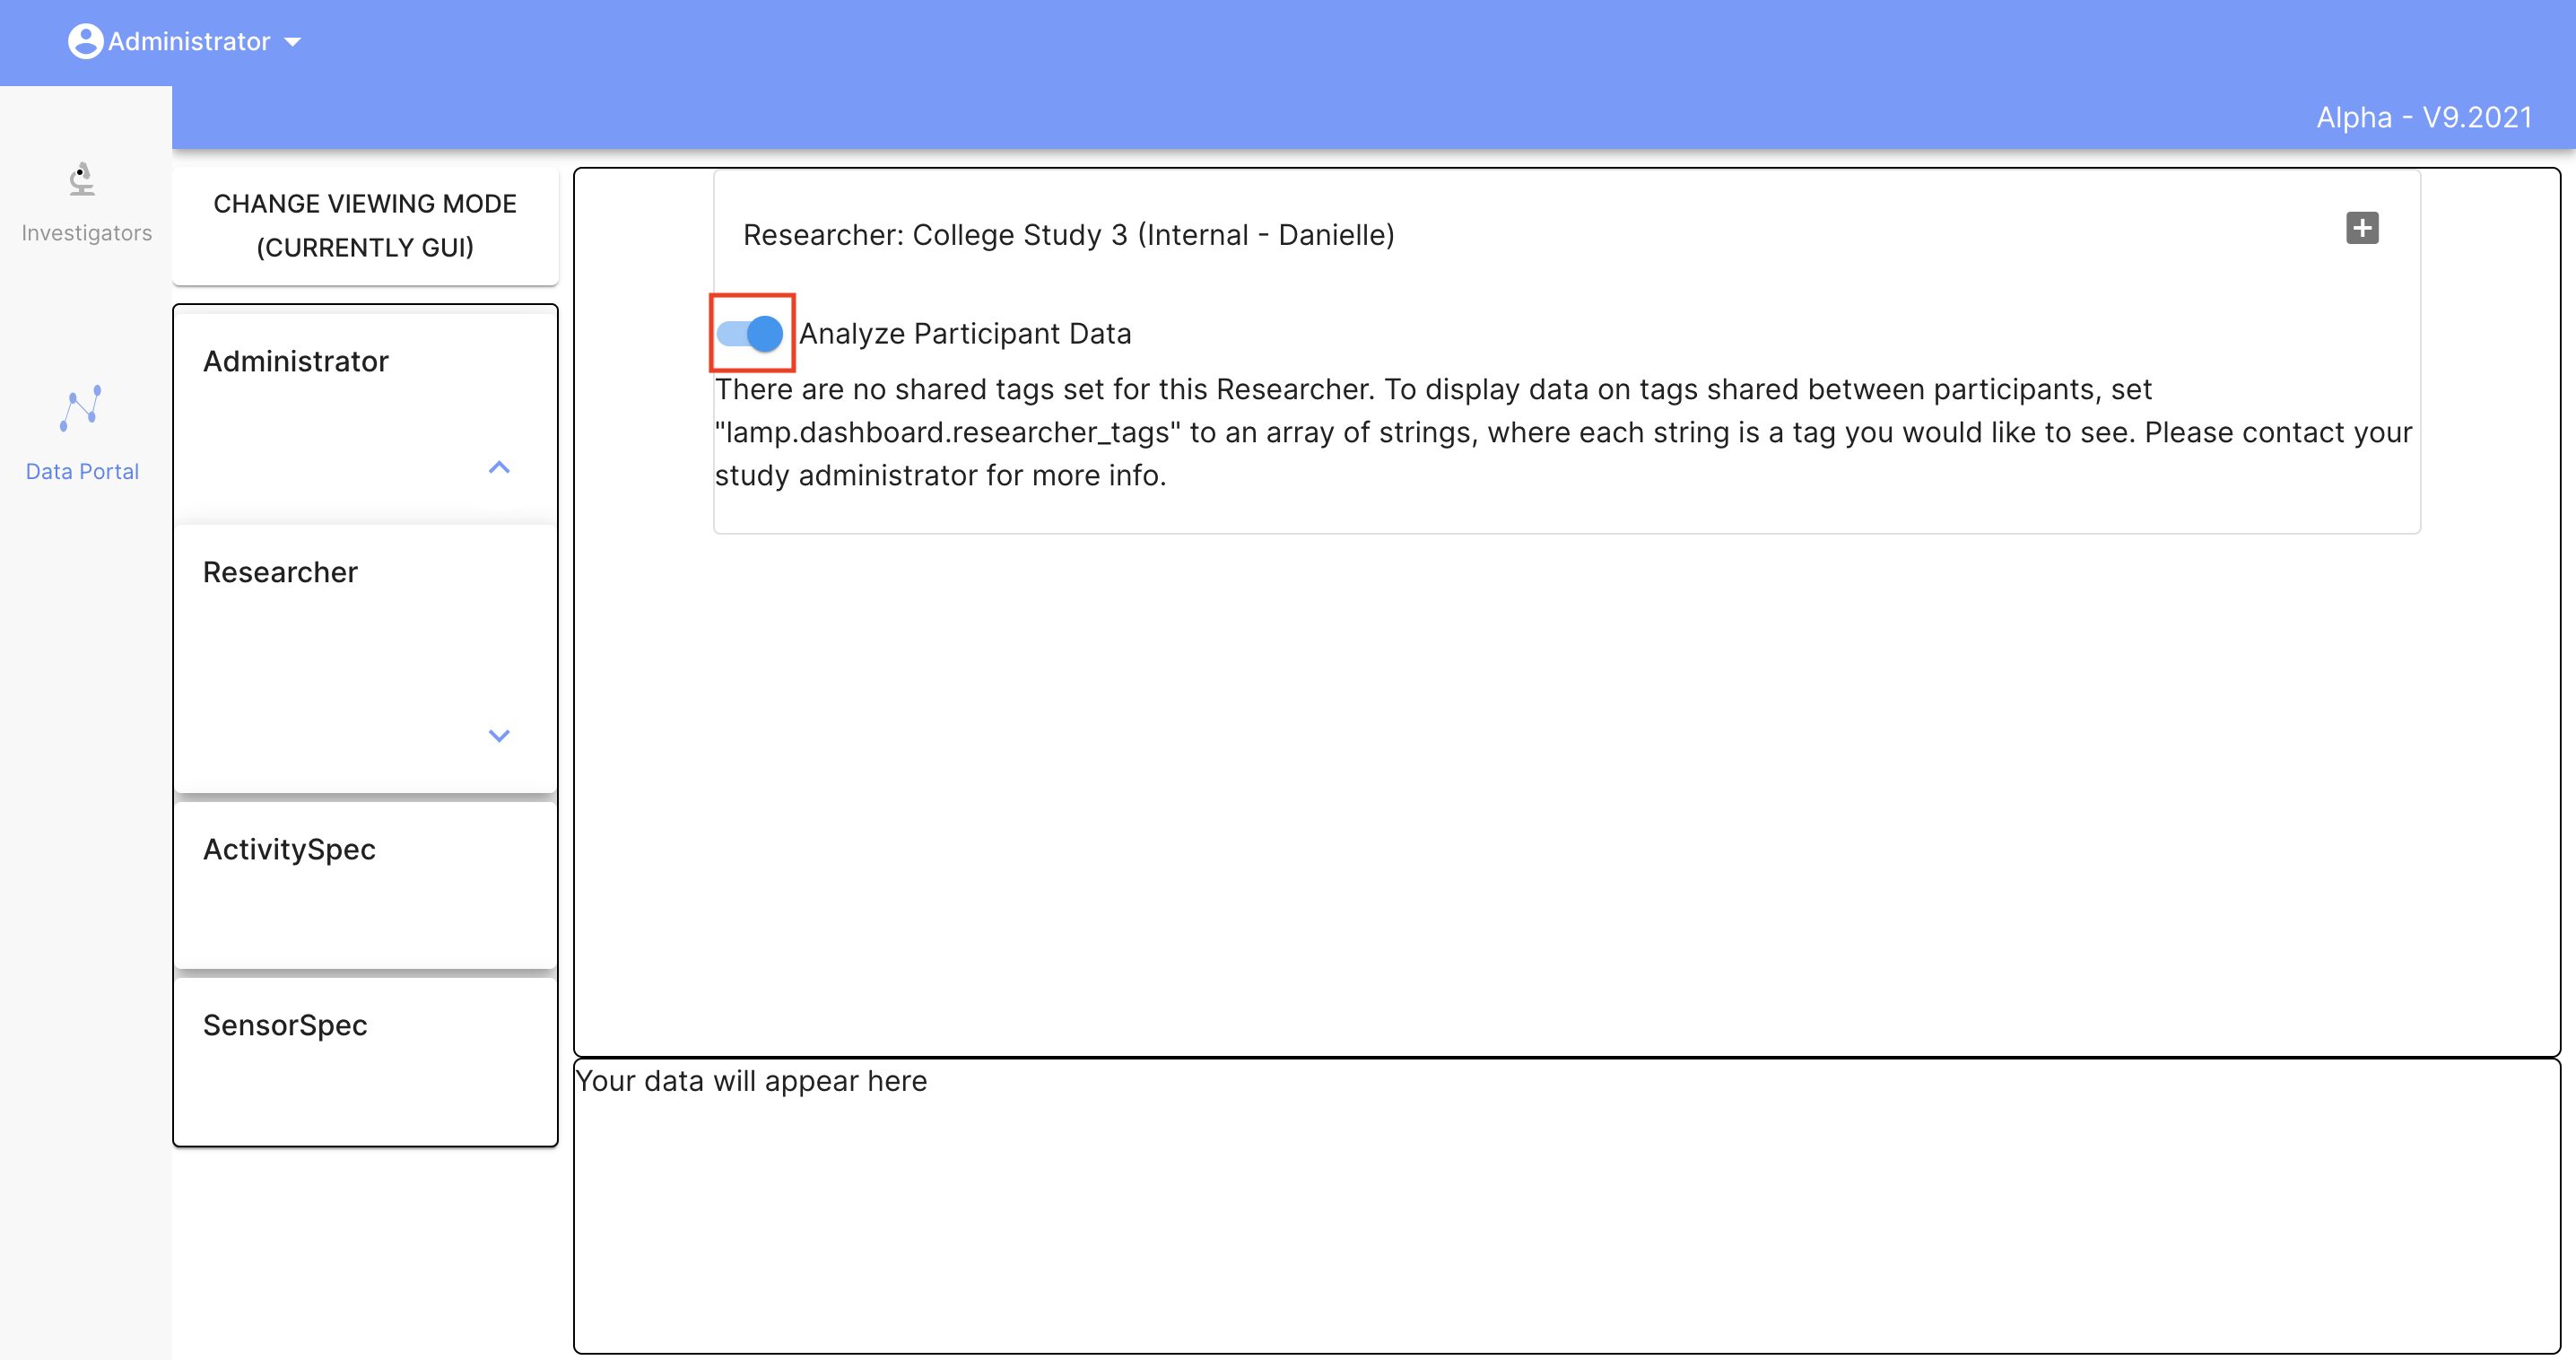 Administrator
Alpha - V9.2021
Investigators
Data Portal
CHANGE VIEWING MODE
(CURRENTLY GUI)
Administrator
Researcher
ActivitySpec
SensorSpec
Researcher: College Study 3 (Internal - Danielle)
Analyze Participant Data
There are no shared tags set for this Researcher. To display data on tags shared between participants, set
"lamp.dashboard.researcher_tags" to an array of strings, where each string is a tag you would like to see. Please contact your
study administrator for more info.
Your data will appear here